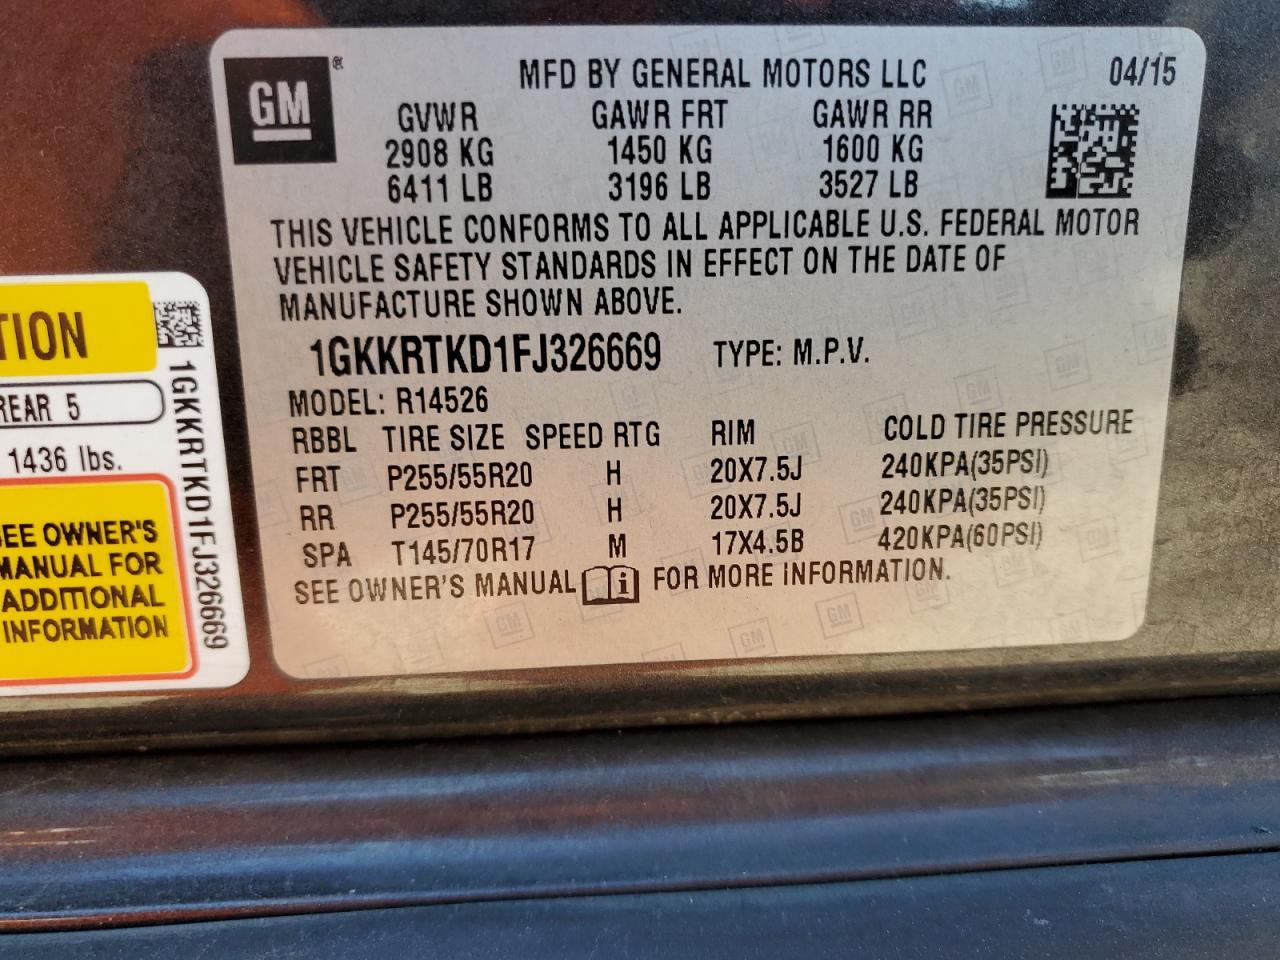 GM®
MFD BY GENERAL MOTORS LLC 04/15
GVWR GAWR FRT GAWR RR
2908 KG 1450 KG 1600 KG
6411 LB 3196 LB 3527 LB
THIS VEHICLE CONFORMS TO ALL APPLICABLE U.S. FEDERAL MOTOR
VEHICLE SAFETY STANDARDS IN EFFECT ON THE DATE OF
MANUFACTURE SHOWN ABOVE.
1GKKRTKD1FJ326669 TYPE: M.P.V.
MODEL: R14526
RBBL TIRE SIZE SPEED RTG RIM COLD TIRE PRESSURE
FRT P255/55R20 H 20X7.5J 240KPA(35PSI)
RR P255/55R20 H 20X7.5J 240KPA(35PSI)
SPA T145/70R17 M 17X4.5B 420KPA(60PSI)
SEE OWNER'S MANUAL FOR MORE INFORMATION.
TION
REAR 5
1436 lbs.
SEE OWNER'S
MANUAL FOR
ADDITIONAL
INFORMATION
1GKKRTKD1FJ326669